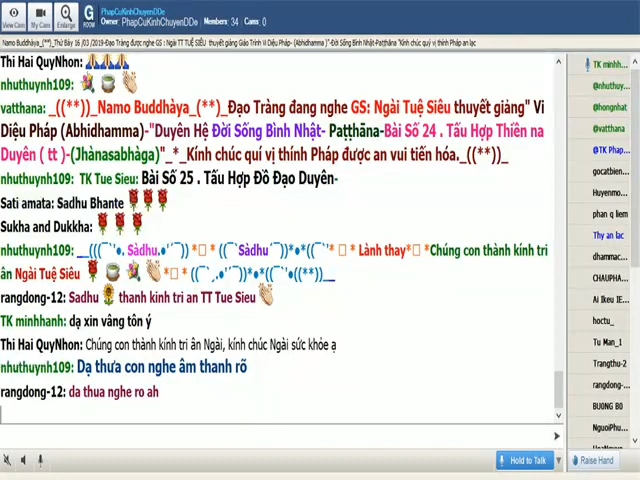 PhapCuKinhChuyenDDe
Owner: PhapCuKinhChuyenDDe Members: 34 Cams: 0
View Cam My Cam Enlarge G ROOM
Namo Buddhàya_Thứ Bảy 16 /03 /2019-Đạo Tràng được nghe GS : Ngài TT TUỆ SIÊU thuyết giảng Giáo Trình Vi Diệu Pháp- (Abhidhamma )"-Đời Sống Bình Nhật-Paṭṭhāna "Kính chúc quý vị thính Pháp an lạc
Thi Hai QuyNhon:
nhuthuynh109:
vatthana: _((**))_Namo Buddhàya_(**)_Đạo Tràng đang nghe GS: Ngài Tuệ Siêu thuyết giảng" Vi
Diệu Pháp (Abhidhamma)-"Duyên Hệ Đời Sống Bình Nhật- Paṭṭhāna-Bài Số 24 . Tấu Hợp Thiền na
Duyên ( tt )-(Jhànasabhàga)"_*_Kính chúc quí vị thính Pháp được an vui tiến hóa._((**))_
nhuthuynh109: TK Tue Sieu: Bài Số 25 . Tấu Hợp Đồ Đạo Duyên-
Sati amata: Sadhu Bhante
Sukha and Dukkha:
nhuthuynh109: Sàdhu Sàdhu Lành thay Chúng con thành kính tri
ân Ngài Tuệ Siêu
rangdong-12: Sadhu thanh kinh tri an TT Tue Sieu
TK minhhanh: dạ xin vâng tôn ý
Thi Hai QuyNhon: Chúng con thành kính tri ân Ngài, kính chúc Ngài sức khỏe ạ
nhuthuynh109: Dạ thưa con nghe âm thanh rõ
rangdong-12: da thua nghe ro ah
TK minhh...
@nhuthuy...
@hongnhat
@vatthana
@TK Phap...
gocatbien...
Huyenmo...
phan q liem
Thy an lac
dhammac...
CHAUPHA...
Ai Ikeu IE...
hoctu_
Tu Man_1
Trangthu-2
rangdong-...
BUONG BO
NguoiPhu...
Hold to Talk
Raise Hand